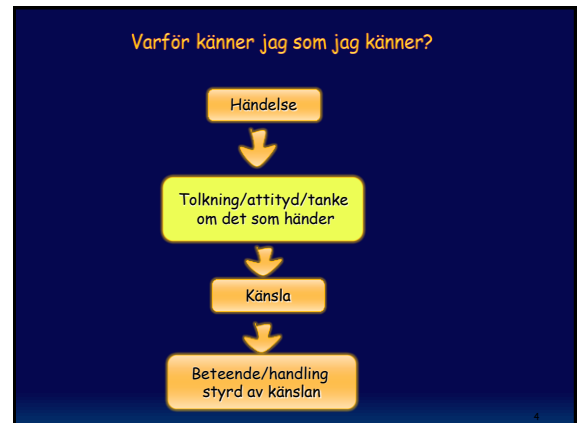 Varför känner jag som jag känner?
Händelse
Tolkning/attityd/tanke
om det som händer
Känsla
Beteende/handling
styrd av känslan
4